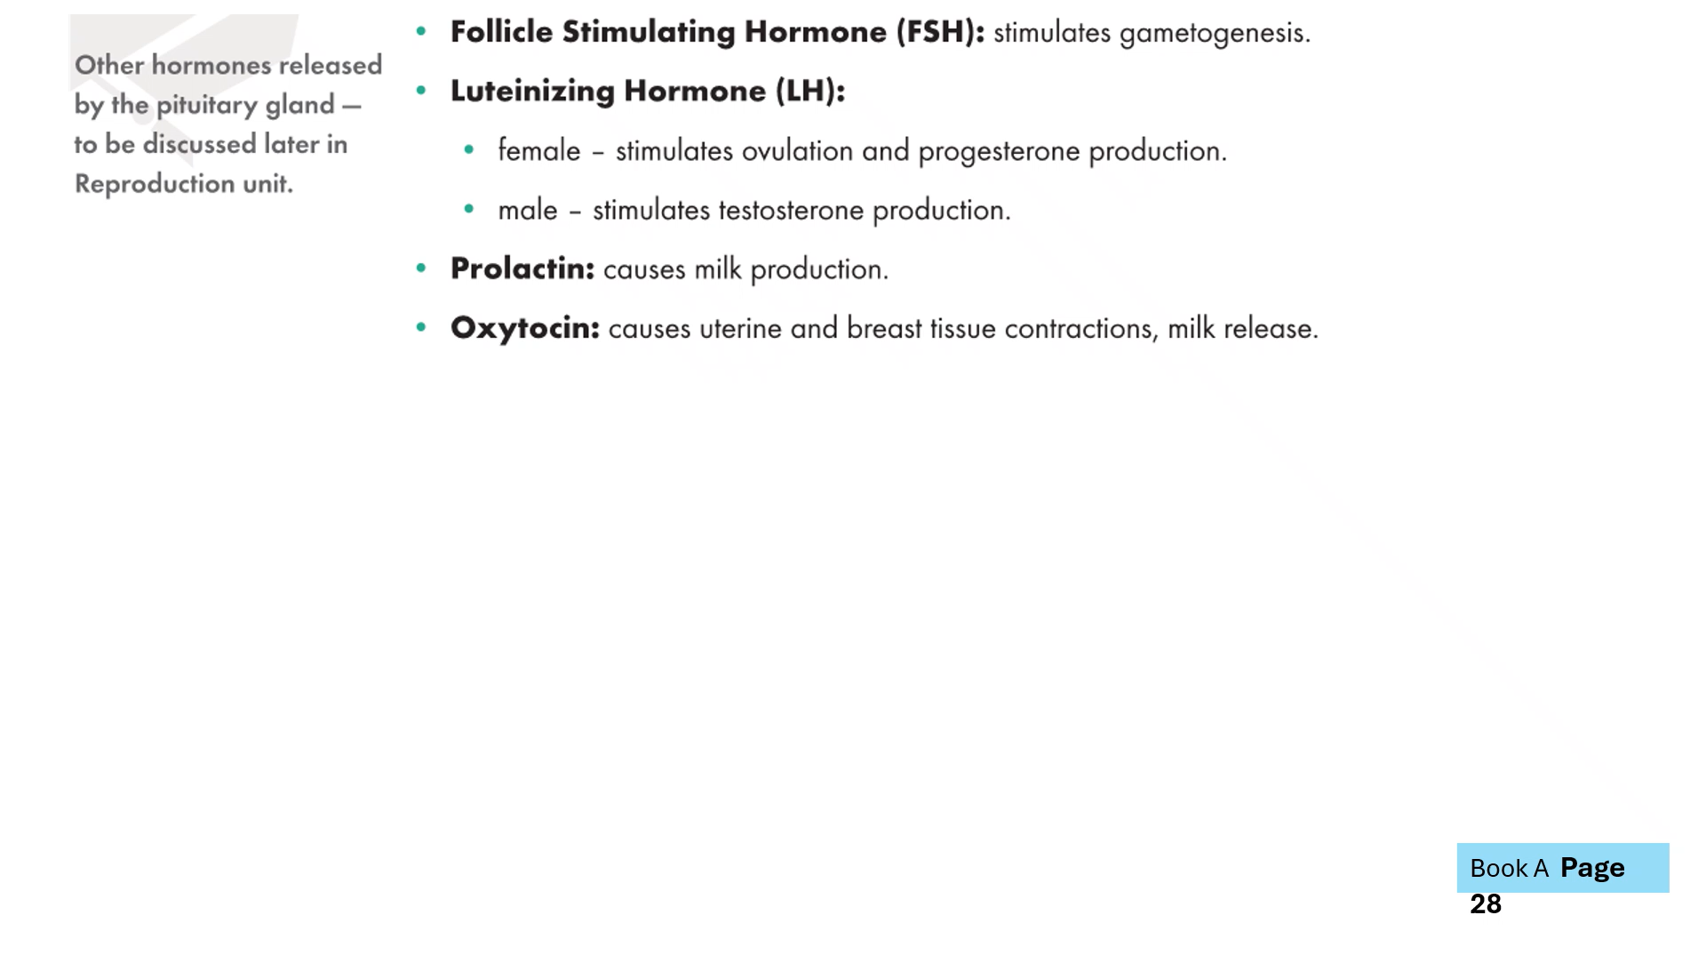 Other hormones released
by the pituitary gland —
to be discussed later in
Reproduction unit.
• Follicle Stimulating Hormone (FSH): stimulates gametogenesis.
• Luteinizing Hormone (LH):
• female – stimulates ovulation and progesterone production.
• male – stimulates testosterone production.
• Prolactin: causes milk production.
• Oxytocin: causes uterine and breast tissue contractions, milk release.
Book A Page
28